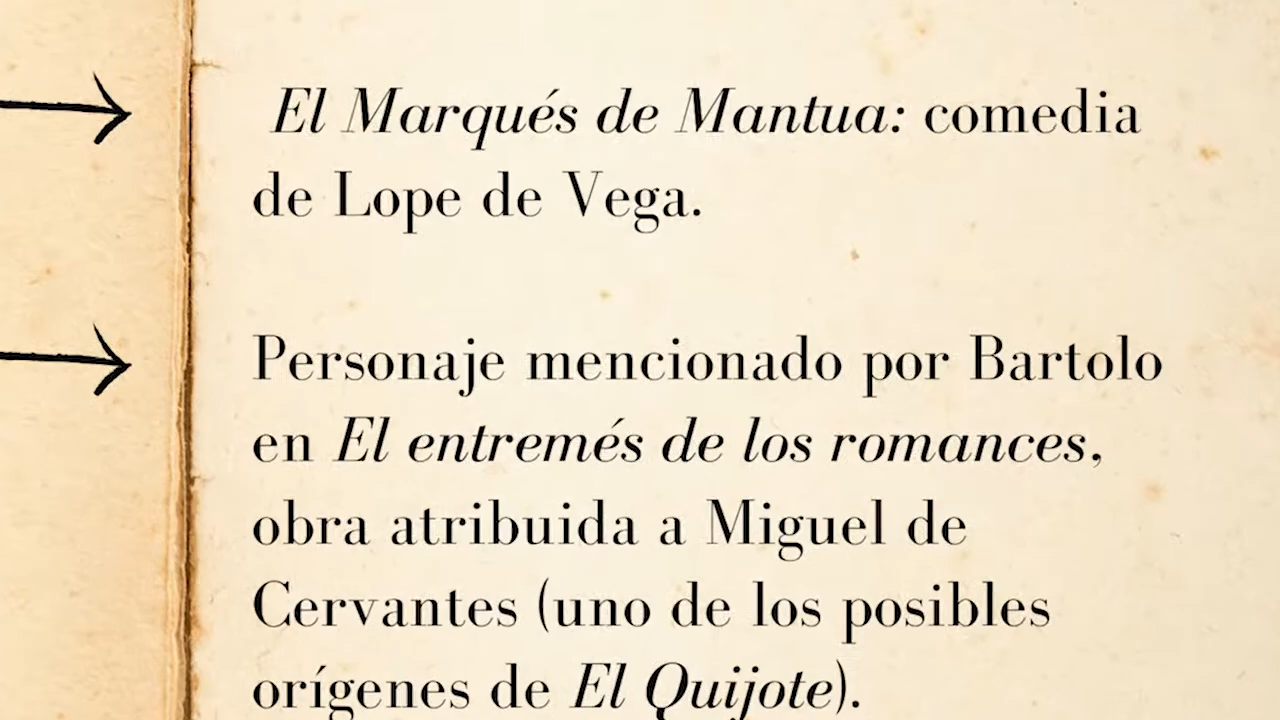 El Marqués de Mantua: comedia
de Lope de Vega.
Personaje mencionado por Bartolo
en El entremés de los romances,
obra atribuida a Miguel de
Cervantes (uno de los posibles
orígenes de El Quijote).